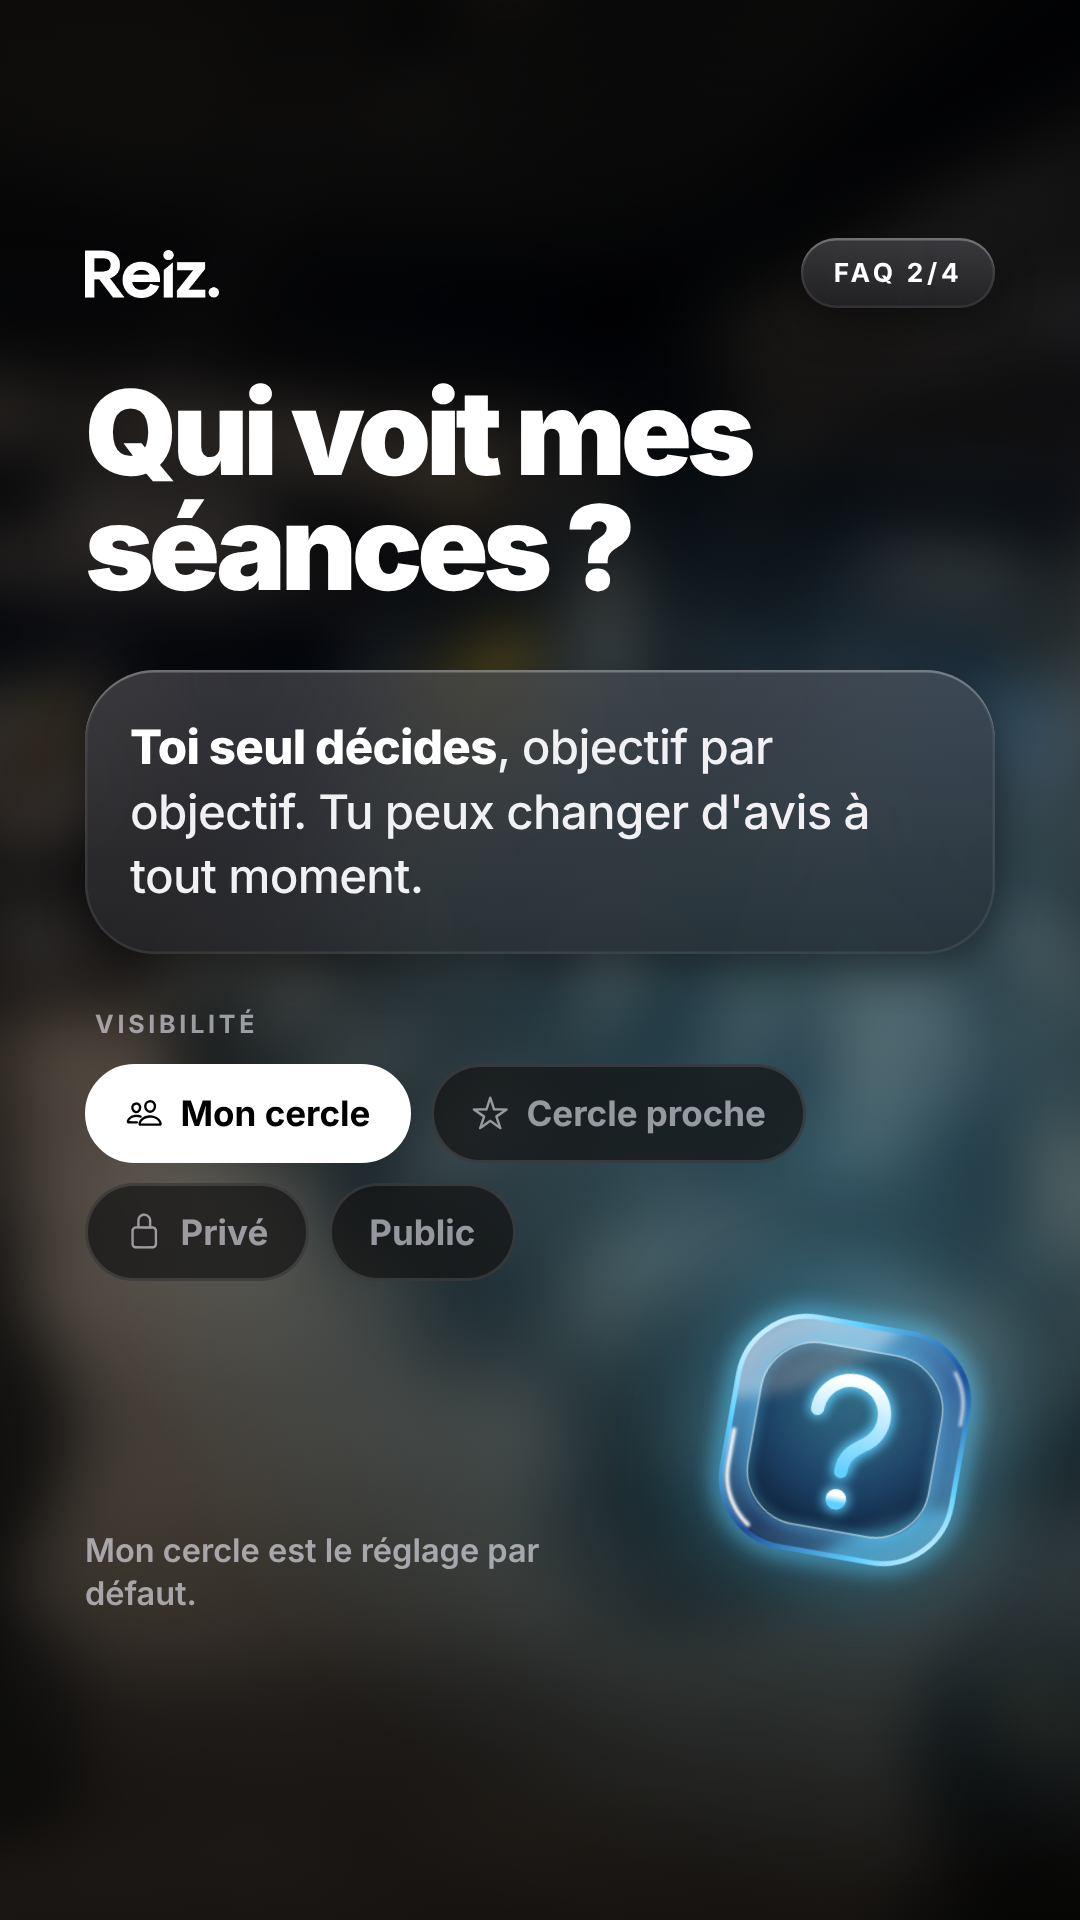 Reiz.
FAQ 2/4
Qui voit mes
séances ?
Toi seul décides, objectif par
objectif. Tu peux changer d'avis à
tout moment.
VISIBILITÉ
Mon cercle
Cercle proche
Privé
Public
?
Mon cercle est le réglage par
défaut.